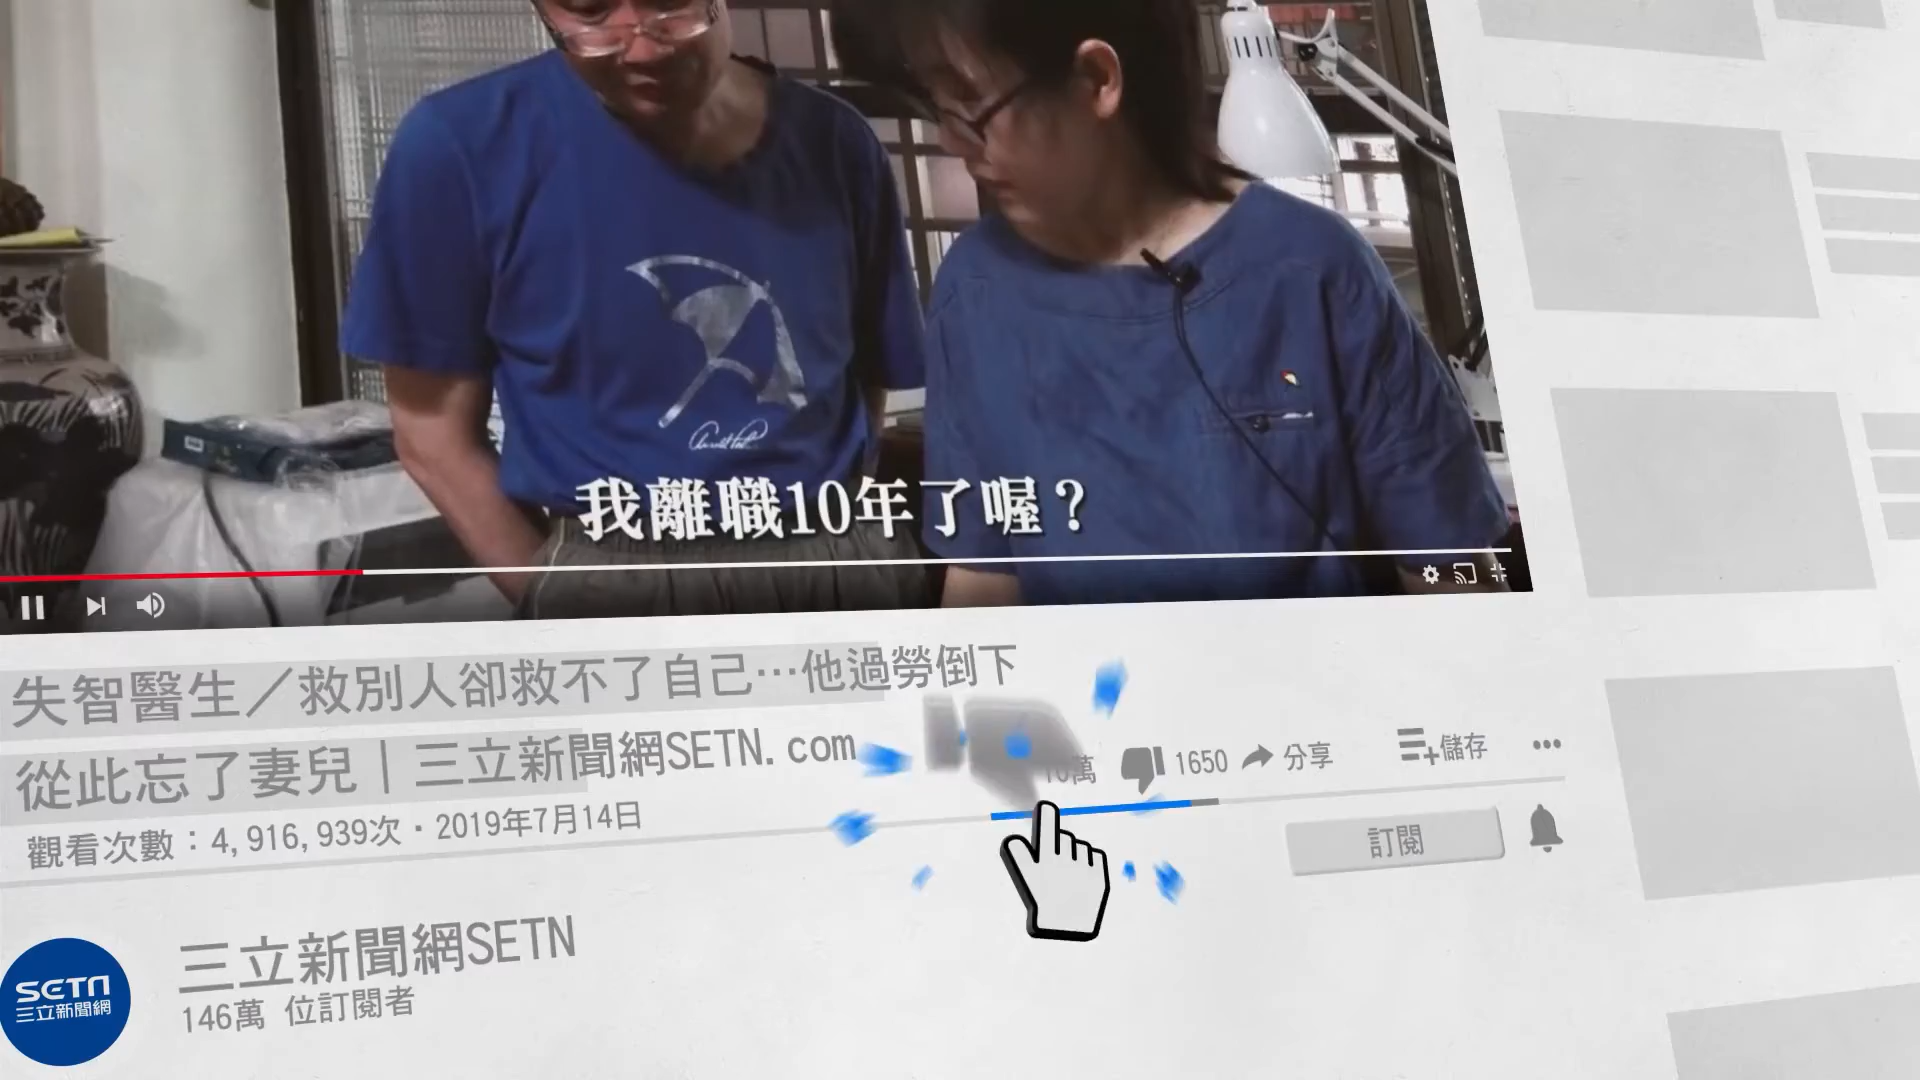 我離職10年了喔？
失智醫生／救別人卻救不了自己…他過勞倒下
從此忘了妻兒｜三立新聞網SETN.com
觀看次數：4,916,939次・2019年7月14日
萬
1650
分享
儲存
訂閱
三立新聞網SETN
146萬 位訂閱者
SETN
三立新聞網